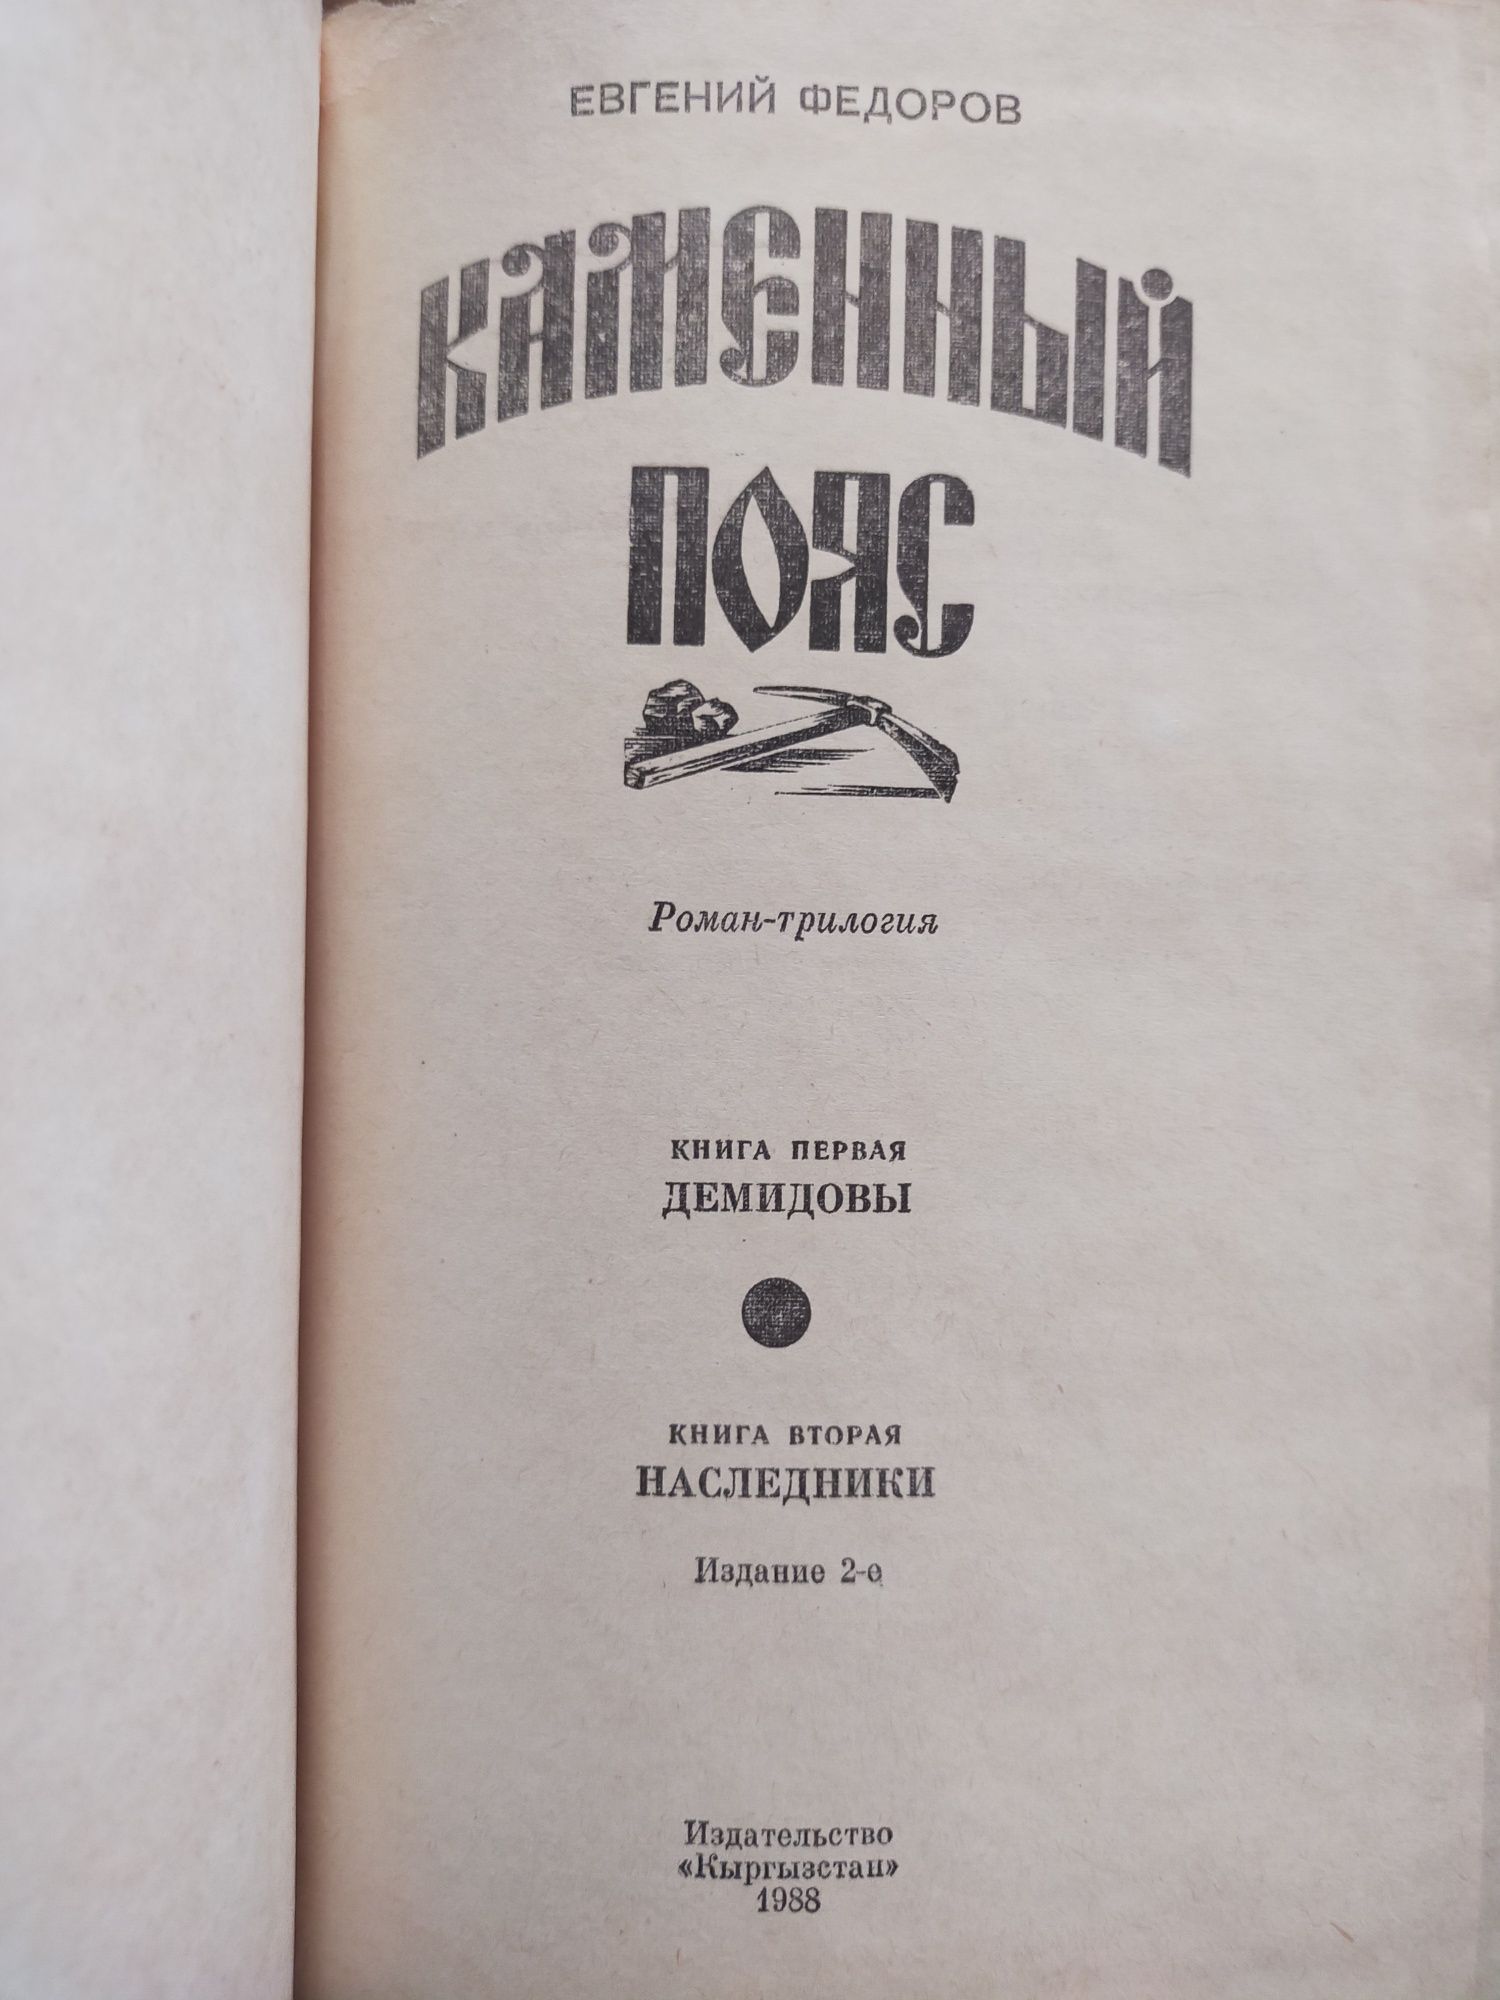 ЕВГЕНИЙ ФЕДОРОВ
КАМЕННЫЙ
ПОЯС
Роман-трилогия
КНИГА ПЕРВАЯ
ДЕМИДОВЫ
КНИГА ВТОРАЯ
НАСЛЕДНИКИ
Издание 2-е
Издательство
«Кыргызстан»
1988